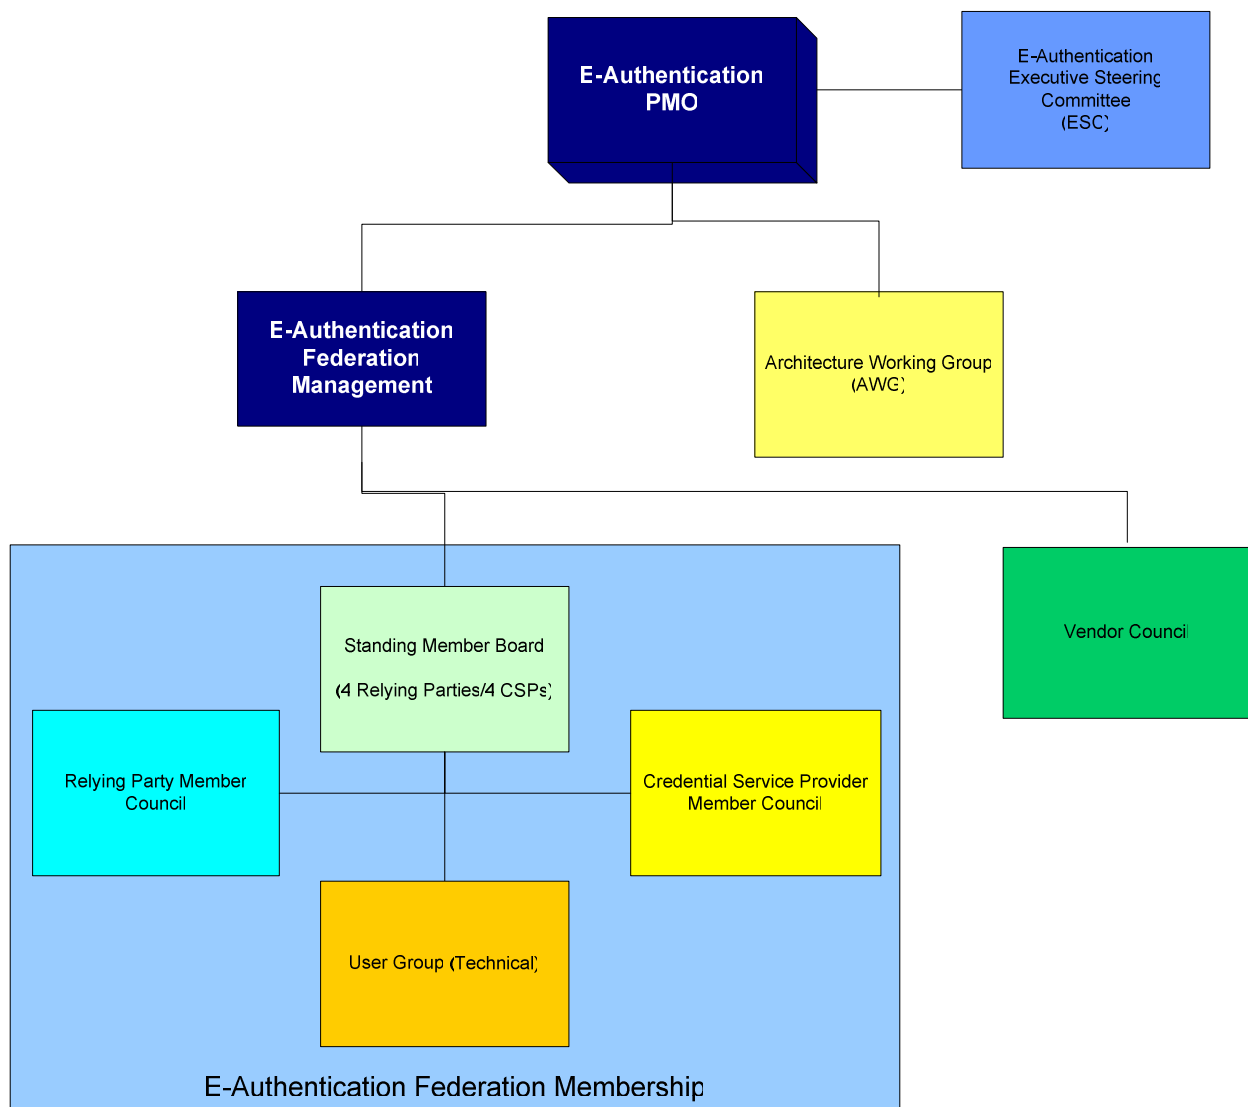 E-Authentication
PMO
E-Authentication
Executive Steering
Committee
(ESC)
E-Authentication
Federation
Management
Architecture Working Group
(AWG)
Standing Member Board
(4 Relying Parties/4 CSPs)
Vendor Council
Relying Party Member
Council
Credential Service Provider
Member Council
User Group (Technical)
E-Authentication Federation Membership